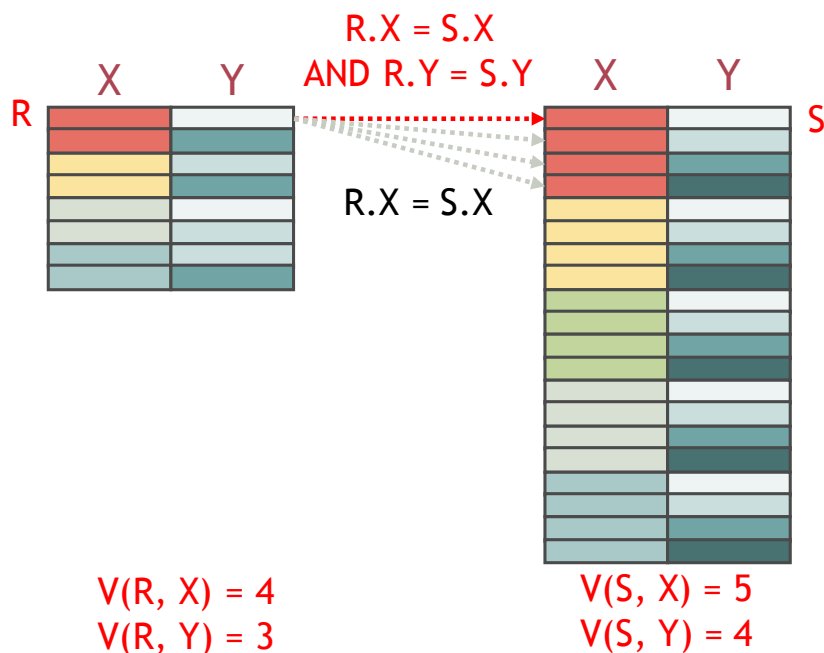 R.X = S.X
AND R.Y = S.Y
X Y
X Y
R
S
R.X = S.X
V(R, X) = 4
V(R, Y) = 3
V(S, X) = 5
V(S, Y) = 4